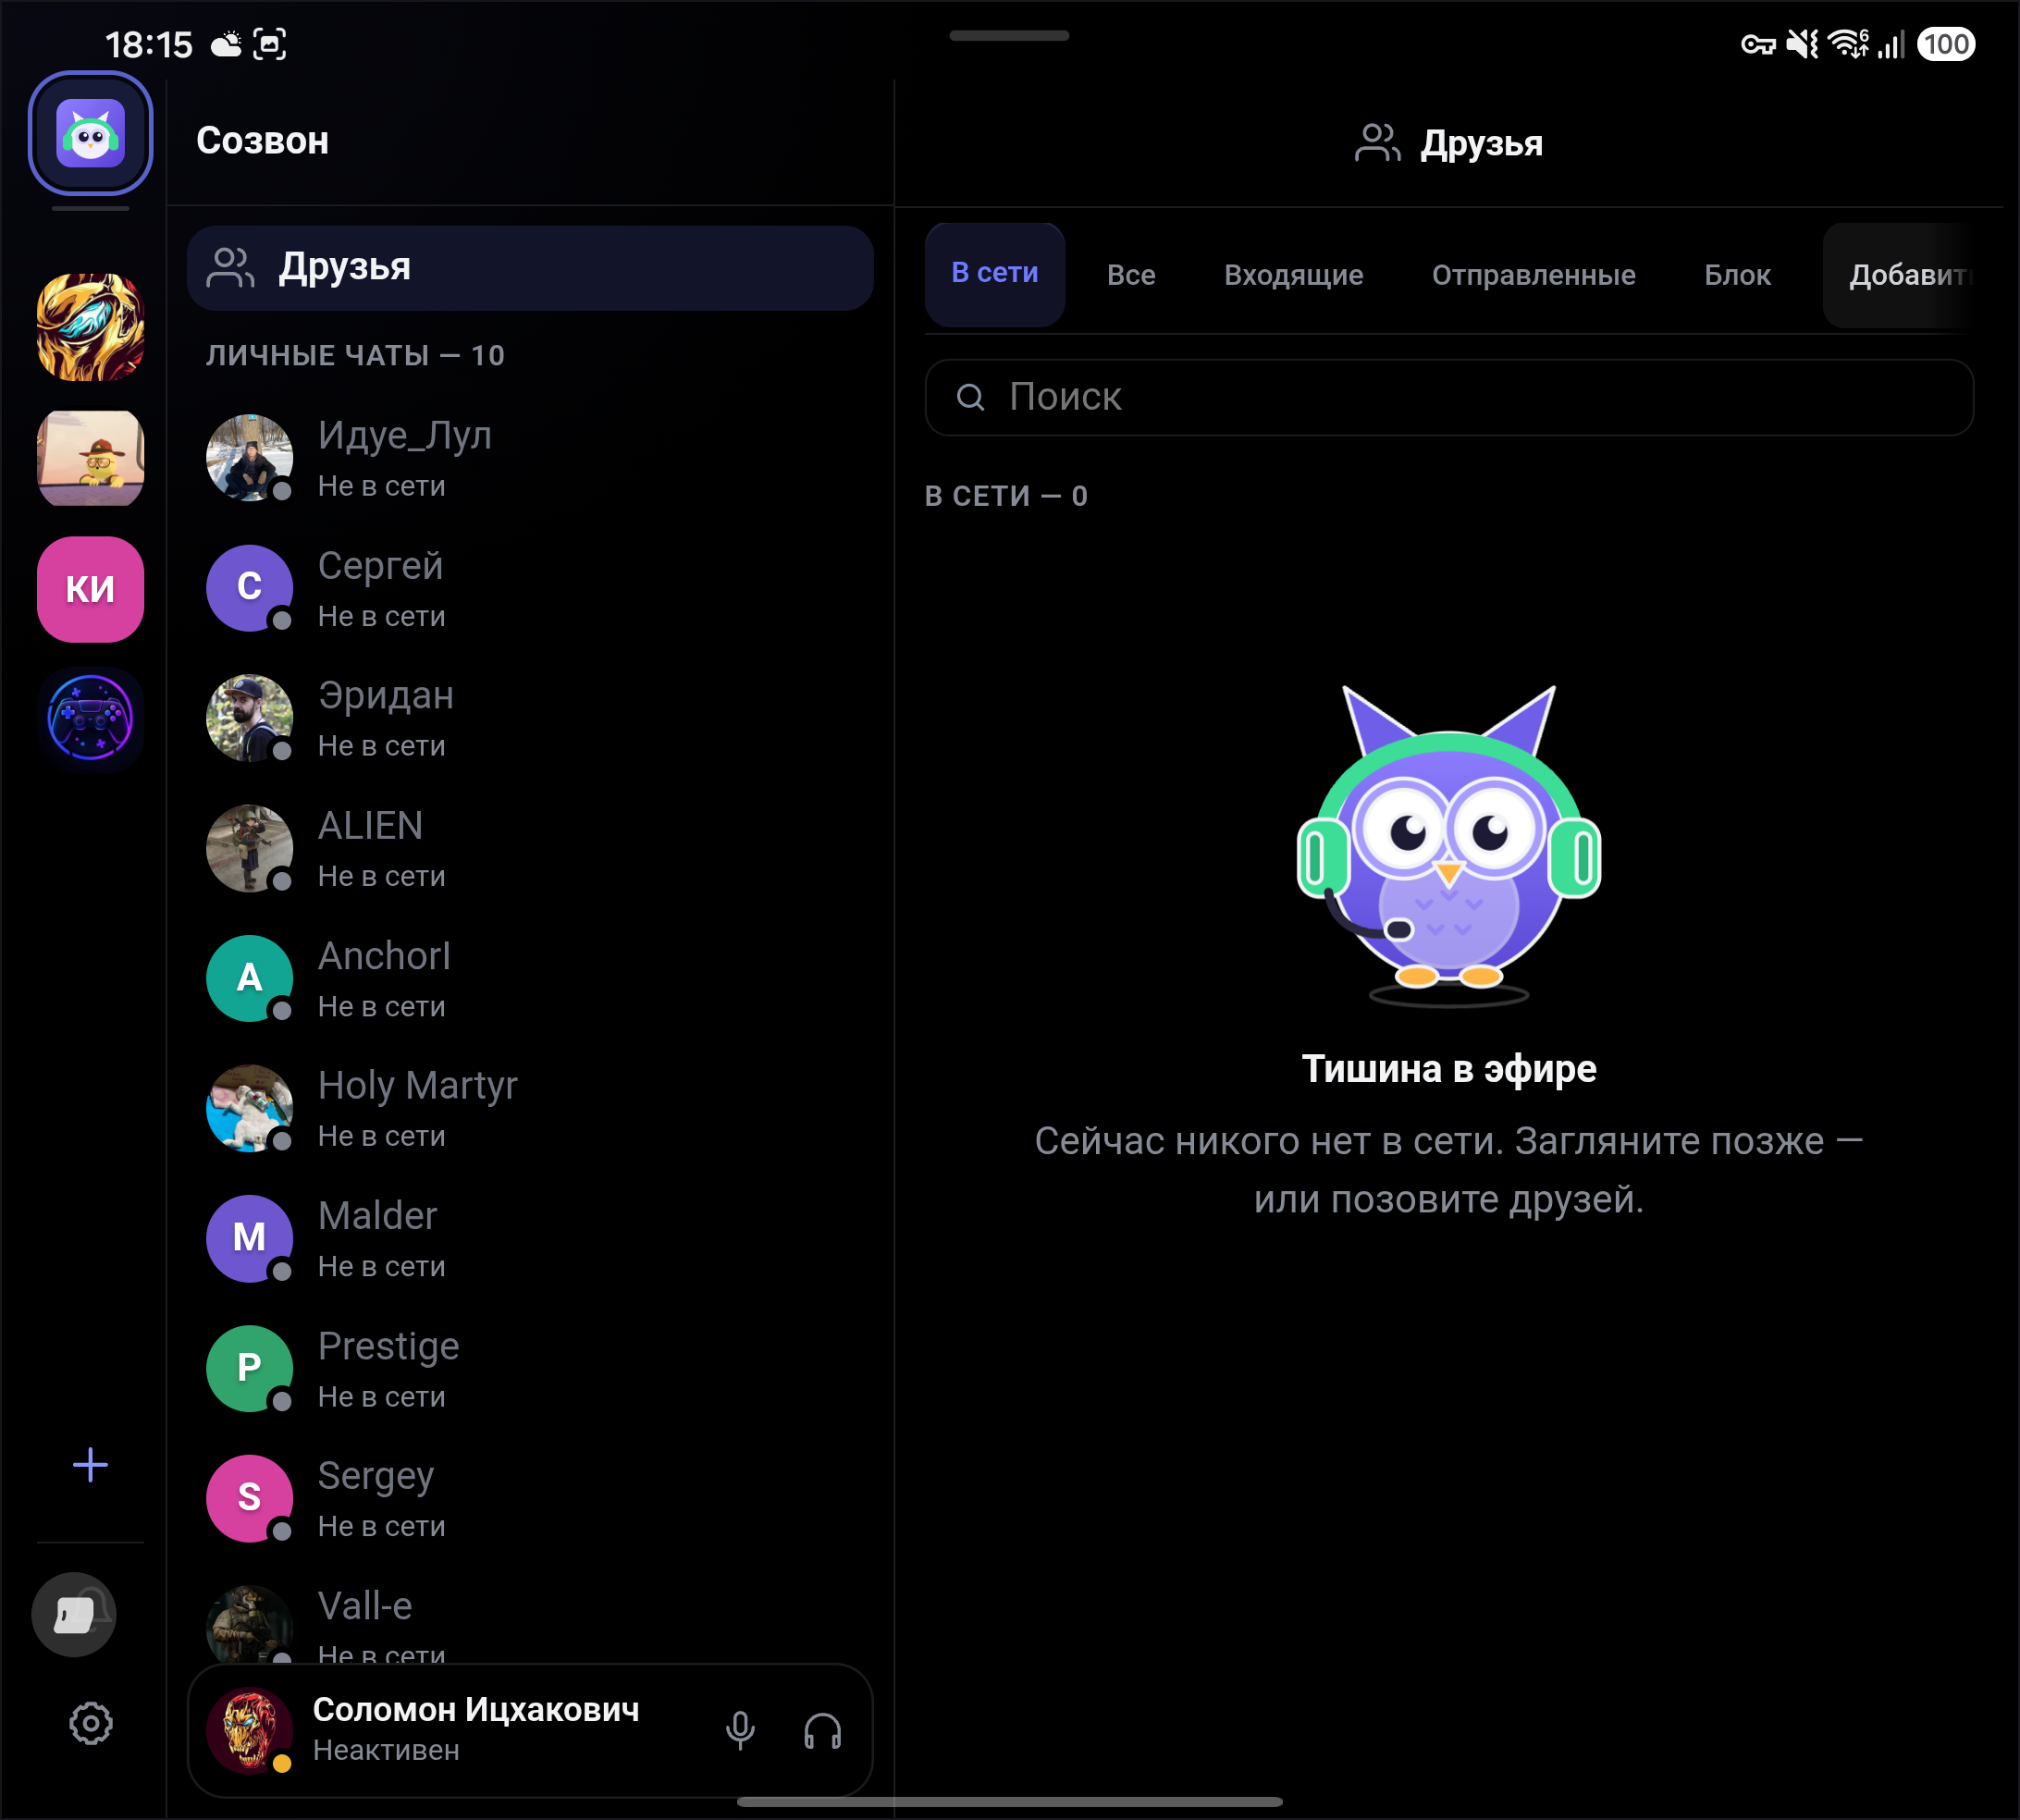 18:15
6
100
Созвон
Друзья
КИ
Друзья
ЛИЧНЫЕ ЧАТЫ — 10
Идуе_Лул
Не в сети
С
Сергей
Не в сети
Эридан
Не в сети
ALIEN
Не в сети
A
Anchorl
Не в сети
Holy Martyr
Не в сети
M
Malder
Не в сети
P
Prestige
Не в сети
S
Sergey
Не в сети
Vall-e
Не в сети
Соломон Ицхакович
Неактивен
В сети
Все
Входящие
Отправленные
Блок
Добавит
Поиск
В СЕТИ — 0
Тишина в эфире
Сейчас никого нет в сети. Загляните позже —
или позовите друзей.